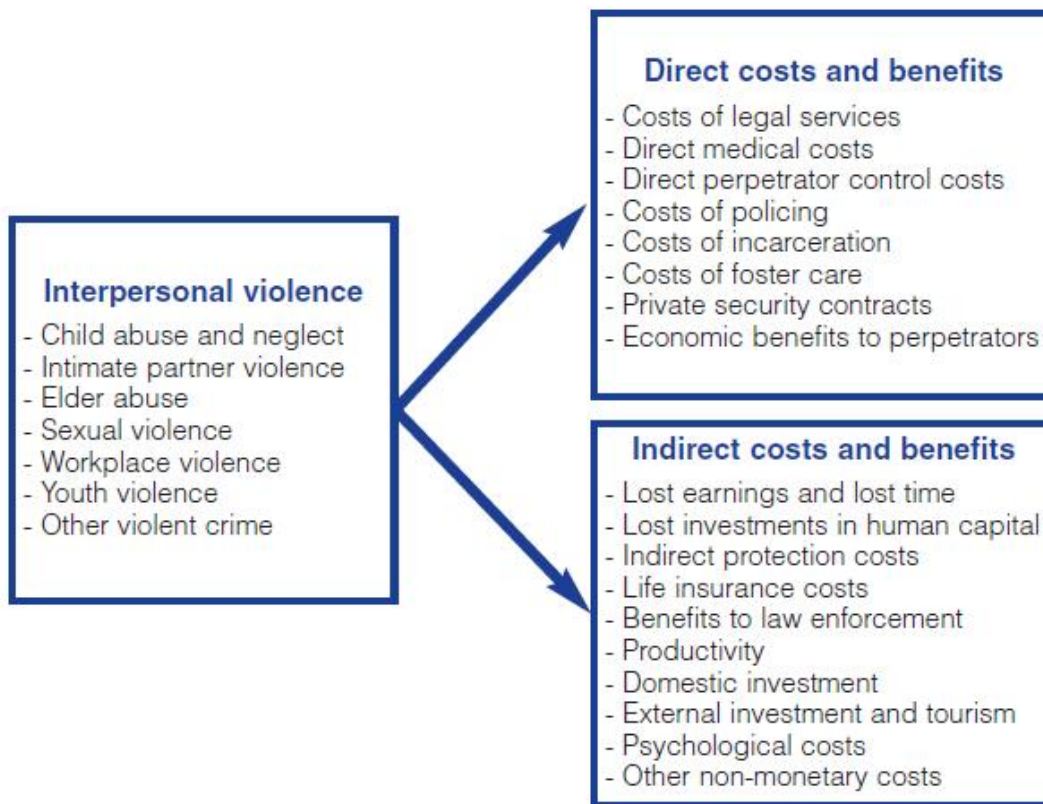 Interpersonal violence
- Child abuse and neglect
- Intimate partner violence
- Elder abuse
- Sexual violence
- Workplace violence
- Youth violence
- Other violent crime
Direct costs and benefits
- Costs of legal services
- Direct medical costs
- Direct perpetrator control costs
- Costs of policing
- Costs of incarceration
- Costs of foster care
- Private security contracts
- Economic benefits to perpetrators
Indirect costs and benefits
- Lost earnings and lost time
- Lost investments in human capital
- Indirect protection costs
- Life insurance costs
- Benefits to law enforcement
- Productivity
- Domestic investment
- External investment and tourism
- Psychological costs
- Other non-monetary costs